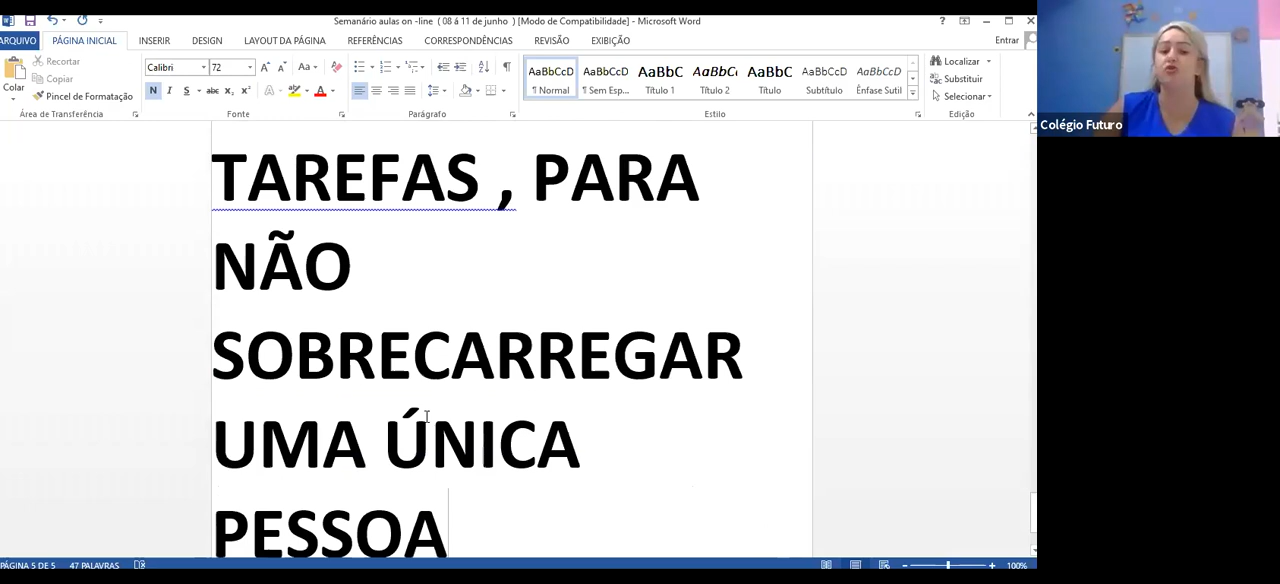 Semanário aulas on -line ( 08 á 11 de junho ) [Modo de Compatibilidade] - Microsoft Word
ARQUIVO PÁGINA INICIAL INSERIR DESIGN LAYOUT DA PÁGINA REFERÊNCIAS CORRESPONDÊNCIAS REVISÃO EXIBIÇÃO Entrar
Colar
Recortar
Copiar
Pincel de Formatação
Área de Transferência
Calibri 72
Fonte
Parágrafo
AaBbCcD AaBbCcD AaBbC AaBbCc AaBbC AaBbCcD AaBbCcD
¶ Normal ¶ Sem Esp... Título 1 Título 2 Título Subtítulo Ênfase Sutil
Estilo
Localizar
Substituir
Selecionar
Edição
Colégio Futuro
TAREFAS , PARA
NÃO
SOBRECARREGAR
UMA ÚNICA
PESSOA
PÁGINA 5 DE 5 47 PALAVRAS 100%